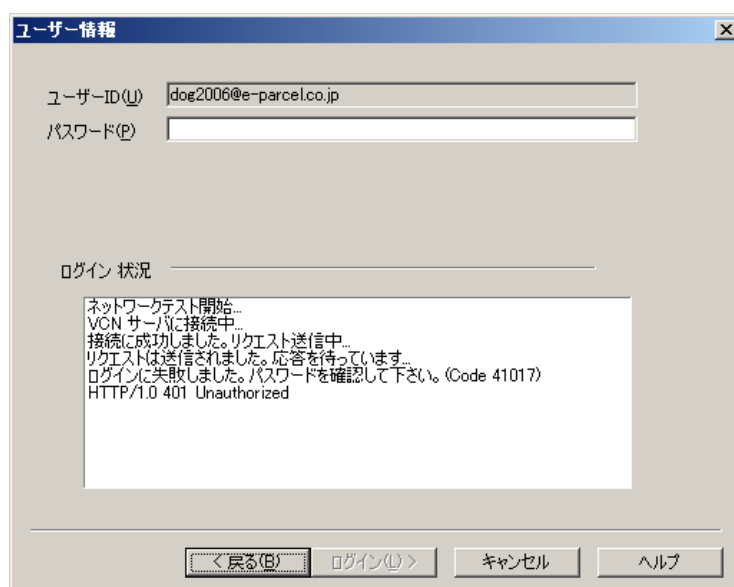 ユーザー情報
ユーザーID(U) dog2006@e-parcel.co.jp
パスワード(P)
ログイン 状況
ネットワークテスト開始...
VCN サーバに接続中...
接続に成功しました。リクエスト送信中...
リクエストは送信されました。応答を待っています...
ログインに失敗しました。パスワードを確認して下さい。(Code 41017)
HTTP/1.0 401 Unauthorized
< 戻る(B) ログイン(L) > キャンセル ヘルプ